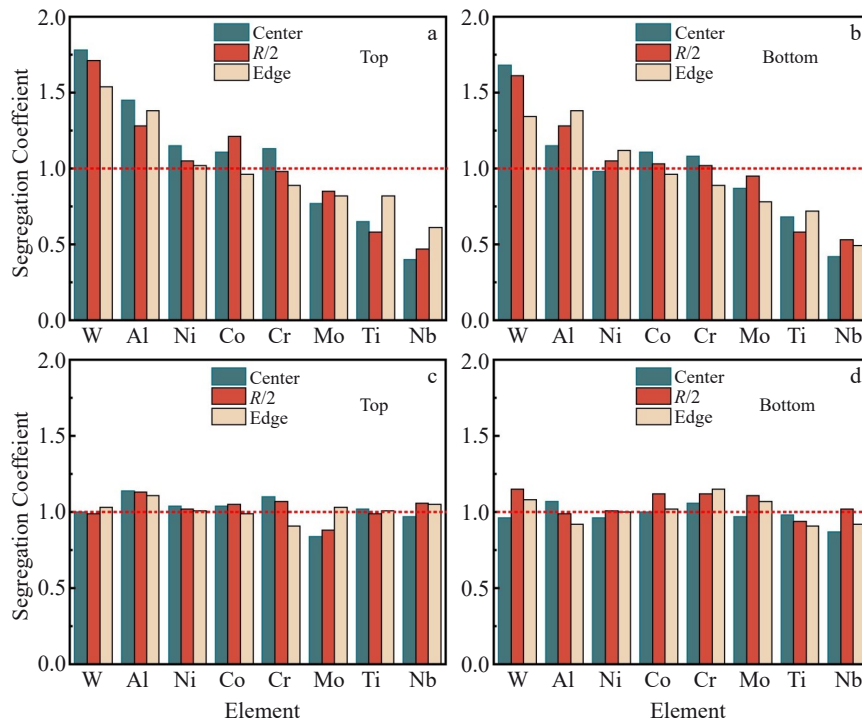 2.0
1.5
1.0
0.5
0.0
Segregation Coeffeient
Center
R/2
Edge
a
Top
W Al Ni Co Cr Mo Ti Nb
2.0
1.5
1.0
0.5
0.0
Center
R/2
Edge
b
Bottom
W Al Ni Co Cr Mo Ti Nb
2.0
1.5
1.0
0.5
0.0
Segregation Coeffeient
Center
R/2
Edge
c
Top
W Al Ni Co Cr Mo Ti Nb
Element
2.0
1.5
1.0
0.5
0.0
Center
R/2
Edge
d
Bottom
W Al Ni Co Cr Mo Ti Nb
Element